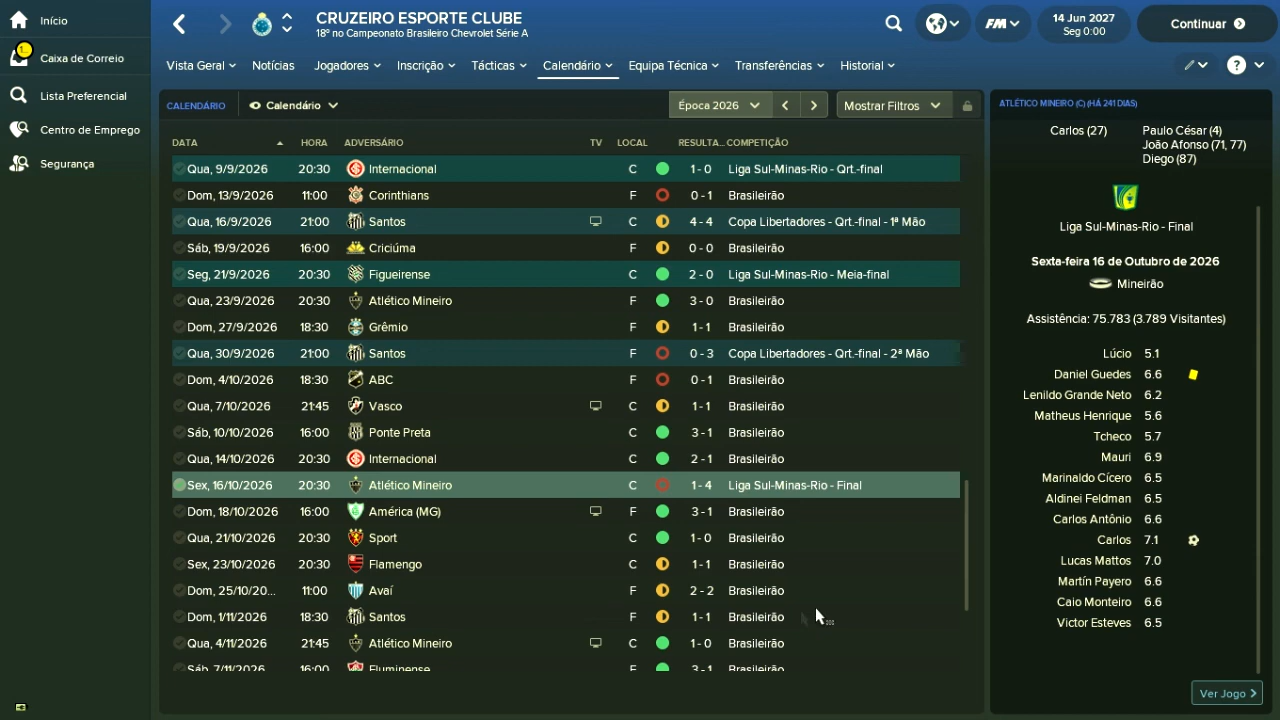 Início
1...
Caixa de Correio
Lista Preferencial
Centro de Emprego
Segurança
CRUZEIRO ESPORTE CLUBE
18º no Campeonato Brasileiro Chevrolet Série A
FM
14 Jun 2027
Seg 0:00
Continuar
Vista Geral Notícias Jogadores Inscrição Tácticas Calendário Equipa Técnica Transferências Historial
?
CALENDÁRIO Calendário Época 2026 Mostrar Filtros
DATA HORA ADVERSÁRIO TV LOCAL RESULTA... COMPETIÇÃO
Qua, 9/9/2026 20:30 Internacional C 1 - 0 Liga Sul-Minas-Rio - Qrt.-final
Dom, 13/9/2026 11:00 Corinthians F 0 - 1 Brasileirão
Qua, 16/9/2026 21:00 Santos C 4 - 4 Copa Libertadores - Qrt.-final - 1ª Mão
Sáb, 19/9/2026 16:00 Criciúma F 0 - 0 Brasileirão
Seg, 21/9/2026 20:30 Figueirense C 2 - 0 Liga Sul-Minas-Rio - Meia-final
Qua, 23/9/2026 20:30 Atlético Mineiro F 3 - 0 Brasileirão
Dom, 27/9/2026 18:30 Grêmio F 1 - 1 Brasileirão
Qua, 30/9/2026 21:00 Santos F 0 - 3 Copa Libertadores - Qrt.-final - 2ª Mão
Dom, 4/10/2026 18:30 ABC F 0 - 1 Brasileirão
Qua, 7/10/2026 21:45 Vasco C 1 - 1 Brasileirão
Sáb, 10/10/2026 16:00 Ponte Preta C 3 - 1 Brasileirão
Qua, 14/10/2026 20:30 Internacional C 2 - 1 Brasileirão
Sex, 16/10/2026 20:30 Atlético Mineiro C 1 - 4 Liga Sul-Minas-Rio - Final
Dom, 18/10/2026 16:00 América (MG) F 3 - 1 Brasileirão
Qua, 21/10/2026 20:30 Sport C 1 - 0 Brasileirão
Sex, 23/10/2026 20:30 Flamengo C 1 - 1 Brasileirão
Dom, 25/10/20... 11:00 Avaí F 2 - 2 Brasileirão
Dom, 1/11/2026 18:30 Santos F 1 - 1 Brasileirão
Qua, 4/11/2026 21:45 Atlético Mineiro C 1 - 0 Brasileirão
Sáb, 7/11/2026 16:00 Fluminense F 3 - 1 Brasileirão
ATLÉTICO MINEIRO (C) (HÁ 241 DIAS)
Carlos (27) Paulo César (4)
João Afonso (71, 77)
Diego (87)
Liga Sul-Minas-Rio - Final
Sexta-feira 16 de Outubro de 2026
Mineirão
Assistência: 75.783 (3.789 Visitantes)
Lúcio 5.1
Daniel Guedes 6.6
Lenildo Grande Neto 6.2
Matheus Henrique 5.6
Tcheco 5.7
Mauri 6.9
Marinaldo Cícero 6.5
Aldinei Feldman 6.5
Carlos Antônio 6.6
Carlos 7.1
Lucas Mattos 7.0
Martín Payero 6.6
Caio Monteiro 6.6
Victor Esteves 6.5
Ver Jogo